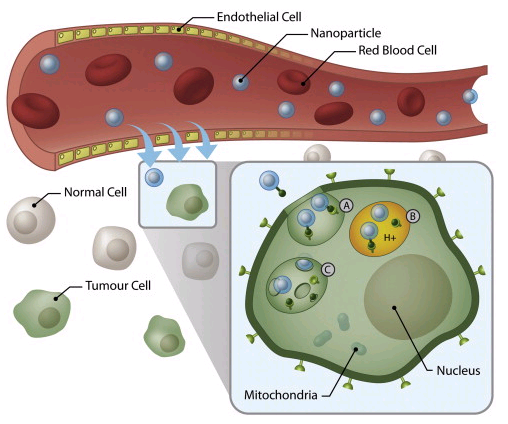 Endothelial Cell
Nanoparticle
Red Blood Cell
Normal Cell
Tumour Cell
A
B
H+
C
Nucleus
Mitochondria